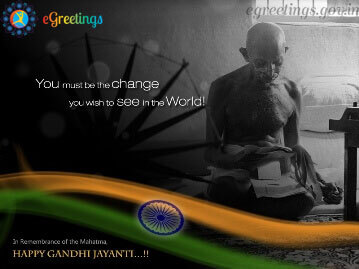 eGreetings
egreetings.gov.in
You must be the change
you wish to see in the World!
In Remembrance of the Mahatma,
HAPPY GANDHI JAYANTI...!!